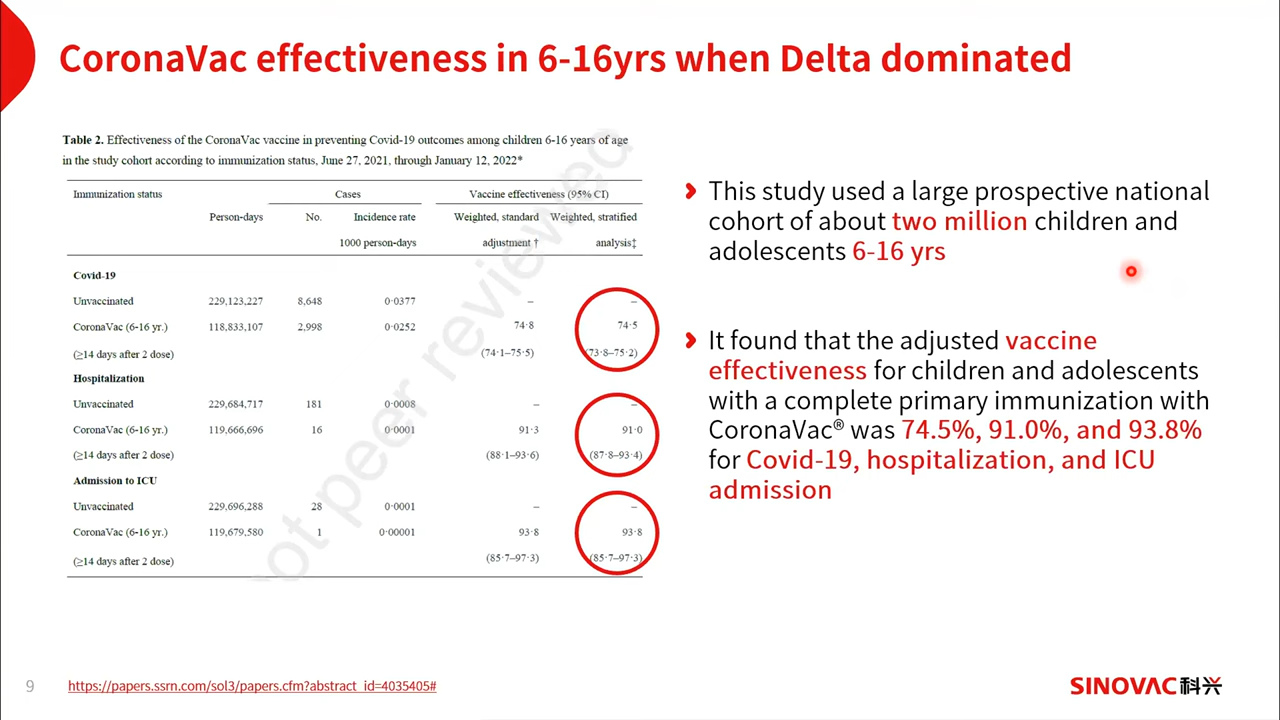 CoronaVac effectiveness in 6-16yrs when Delta dominated
Table 2. Effectiveness of the CoronaVac vaccine in preventing Covid-19 outcomes among children 6-16 years of age
in the study cohort according to immunization status, June 27, 2021, through January 12, 2022*
Immunization status Cases Vaccine effectiveness (95% CI)
Person-days No. Incidence rate Weighted, standard Weighted, stratified
1000 person-days adjustment † analysis‡
Covid-19
Unvaccinated 229,123,227 8,648 0·0377 – –
CoronaVac (6-16 yr.) 118,833,107 2,998 0·0252 74·8 74·5
(≥14 days after 2 dose) (74·1–75·5) (73·8–75·2)
Hospitalization
Unvaccinated 229,684,717 181 0·0008 – –
CoronaVac (6-16 yr.) 119,666,696 16 0·0001 91·3 91·0
(≥14 days after 2 dose) (88·1–93·6) (87·8–93·4)
Admission to ICU
Unvaccinated 229,696,288 28 0·0001 – –
CoronaVac (6-16 yr.) 119,679,580 1 0·00001 93·8 93·8
(≥14 days after 2 dose) (85·7–97·3) (85·7–97·3)
peer reviewed
This study used a large prospective national
cohort of about two million children and
adolescents 6-16 yrs
It found that the adjusted vaccine
effectiveness for children and adolescents
with a complete primary immunization with
CoronaVac® was 74.5%, 91.0%, and 93.8%
for Covid-19, hospitalization, and ICU
admission
9
https://papers.ssrn.com/sol3/papers.cfm?abstract_id=4035405#
SINOVAC科兴